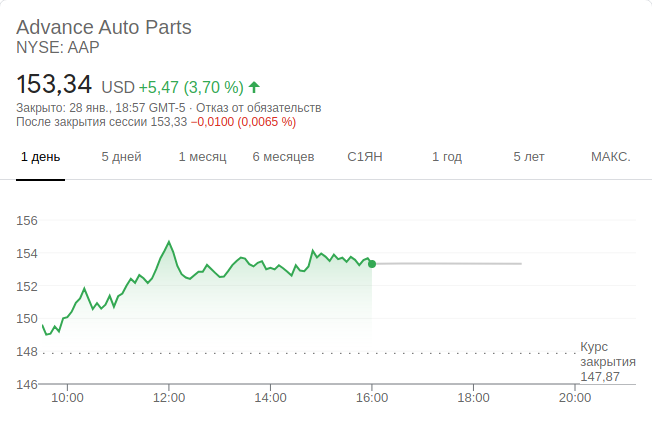 Advance Auto Parts
NYSE: AAP
153,34 USD +5,47 (3,70 %)
Закрыто: 28 янв., 18:57 GMT-5 · Отказ от обязательств
После закрытия сессии 153,33 −0,0100 (0,0065 %)
1 день 5 дней 1 месяц 6 месяцев С1ЯН 1 год 5 лет МАКС.
156
154
152
150
148
Курс
закрытия
147,87
146
10:00 12:00 14:00 16:00 18:00 20:00